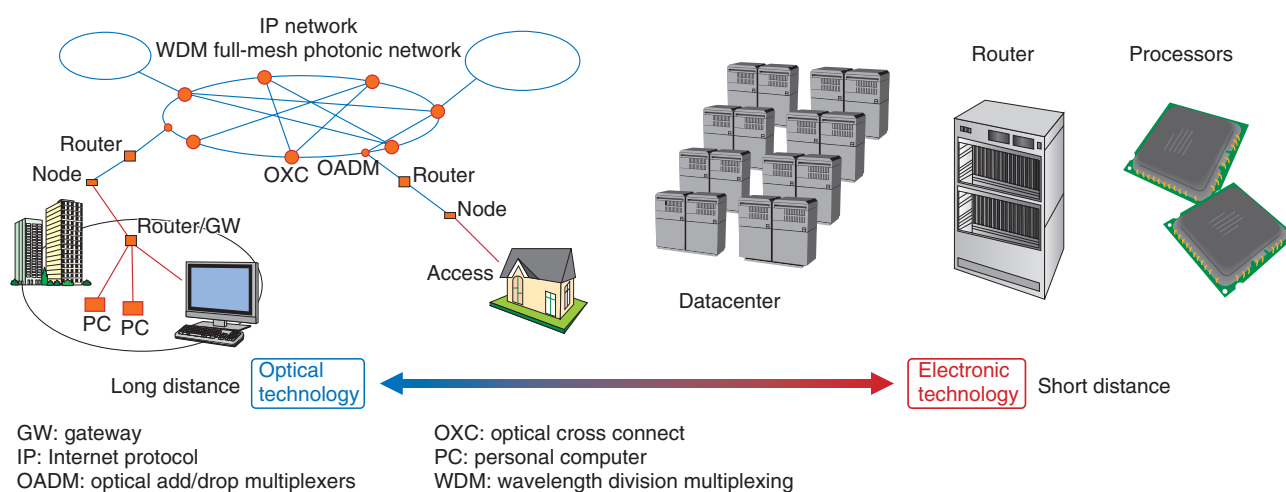 IP network
WDM full-mesh photonic network
Router
Processors
Router
Node
OXC
OADM
Router
Node
Router/GW
Access
PC
PC
Datacenter
Long distance
Optical
technology
Electronic
technology
Short distance
GW: gateway
IP: Internet protocol
OADM: optical add/drop multiplexers
OXC: optical cross connect
PC: personal computer
WDM: wavelength division multiplexing